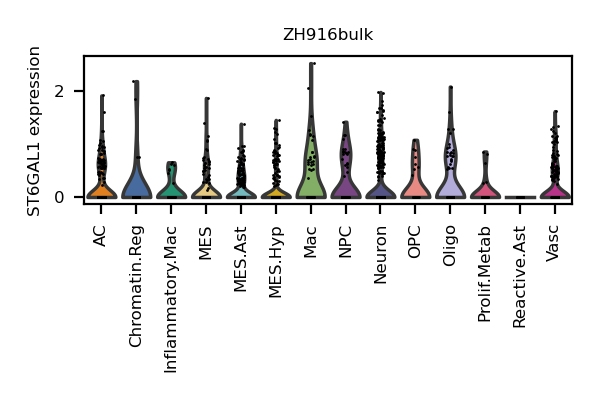 ZH916bulk
ST6GAL1 expression
2
0
AC
Chromatin.Reg
Inflammatory.Mac
MES
MES.Ast
MES.Hyp
Mac
NPC
Neuron
OPC
Oligo
Prolif.Metab
Reactive.Ast
Vasc